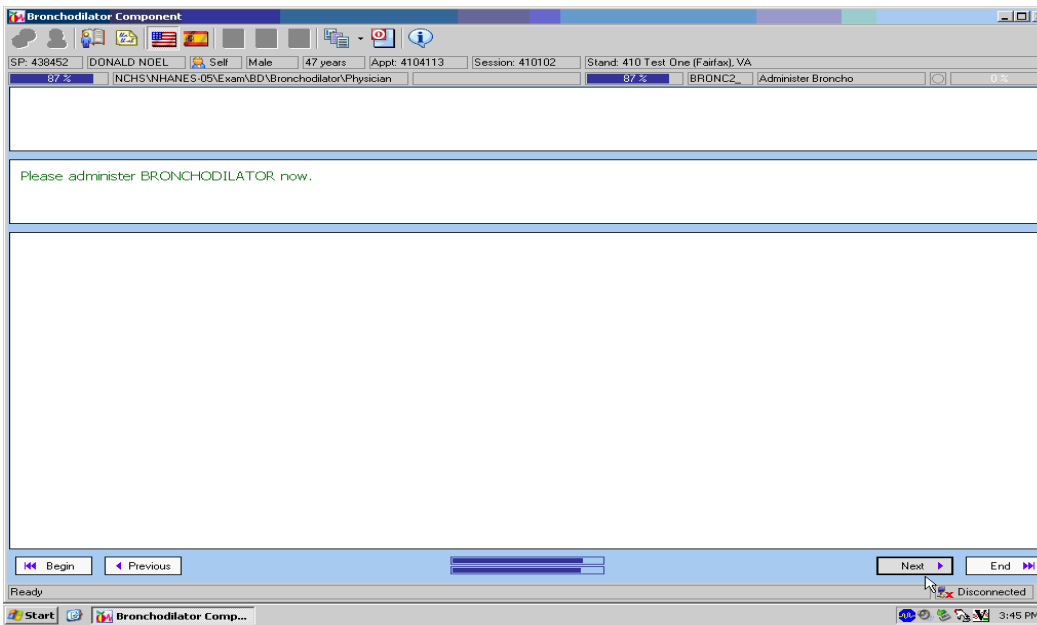 Bronchodilator Component
SP: 438452 DONALD NOEL Self Male 47 years Appt: 4104113 Session: 410102 Stand: 410 Test One (Fairfax), VA
87 % NCHS\NHANES-05\Exam\BD\Bronchodilator\Physician 87 % BRONC2_ Administer Broncho 0 %
Please administer BRONCHODILATOR now.
Begin Previous Next End
Ready Disconnected
Start Bronchodilator Comp... 3:45 PM